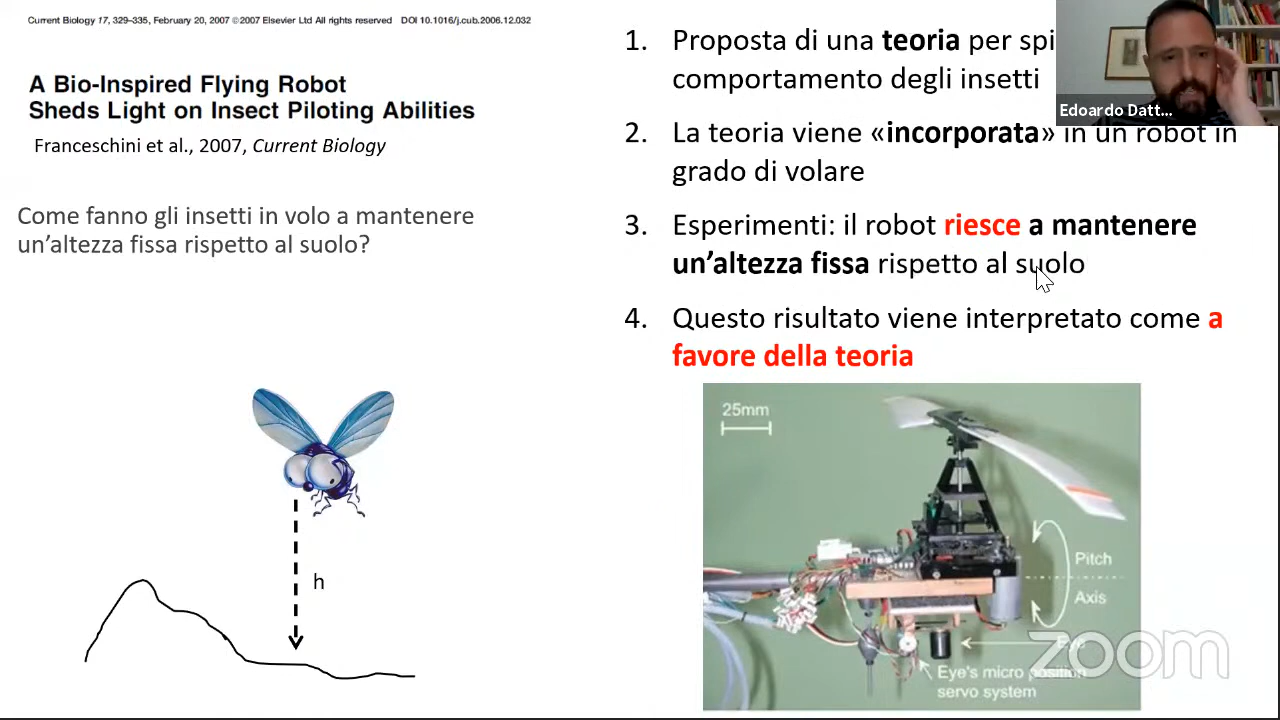 Current Biology 17, 329–335, February 20, 2007 ©2007 Elsevier Ltd All rights reserved DOI 10.1016/j.cub.2006.12.032
A Bio-Inspired Flying Robot
Sheds Light on Insect Piloting Abilities
Franceschini et al., 2007, Current Biology
Come fanno gli insetti in volo a mantenere
un’altezza fissa rispetto al suolo?
h
1. Proposta di una teoria per spi
comportamento degli insetti
2. La teoria viene «incorporata» in un robot in
grado di volare
3. Esperimenti: il robot riesce a mantenere
un’altezza fissa rispetto al suolo
4. Questo risultato viene interpretato come a
favore della teoria
Edoardo Datt...
25mm
Pitch
Axis
Eye
Eye's micro position
servo system
zoom